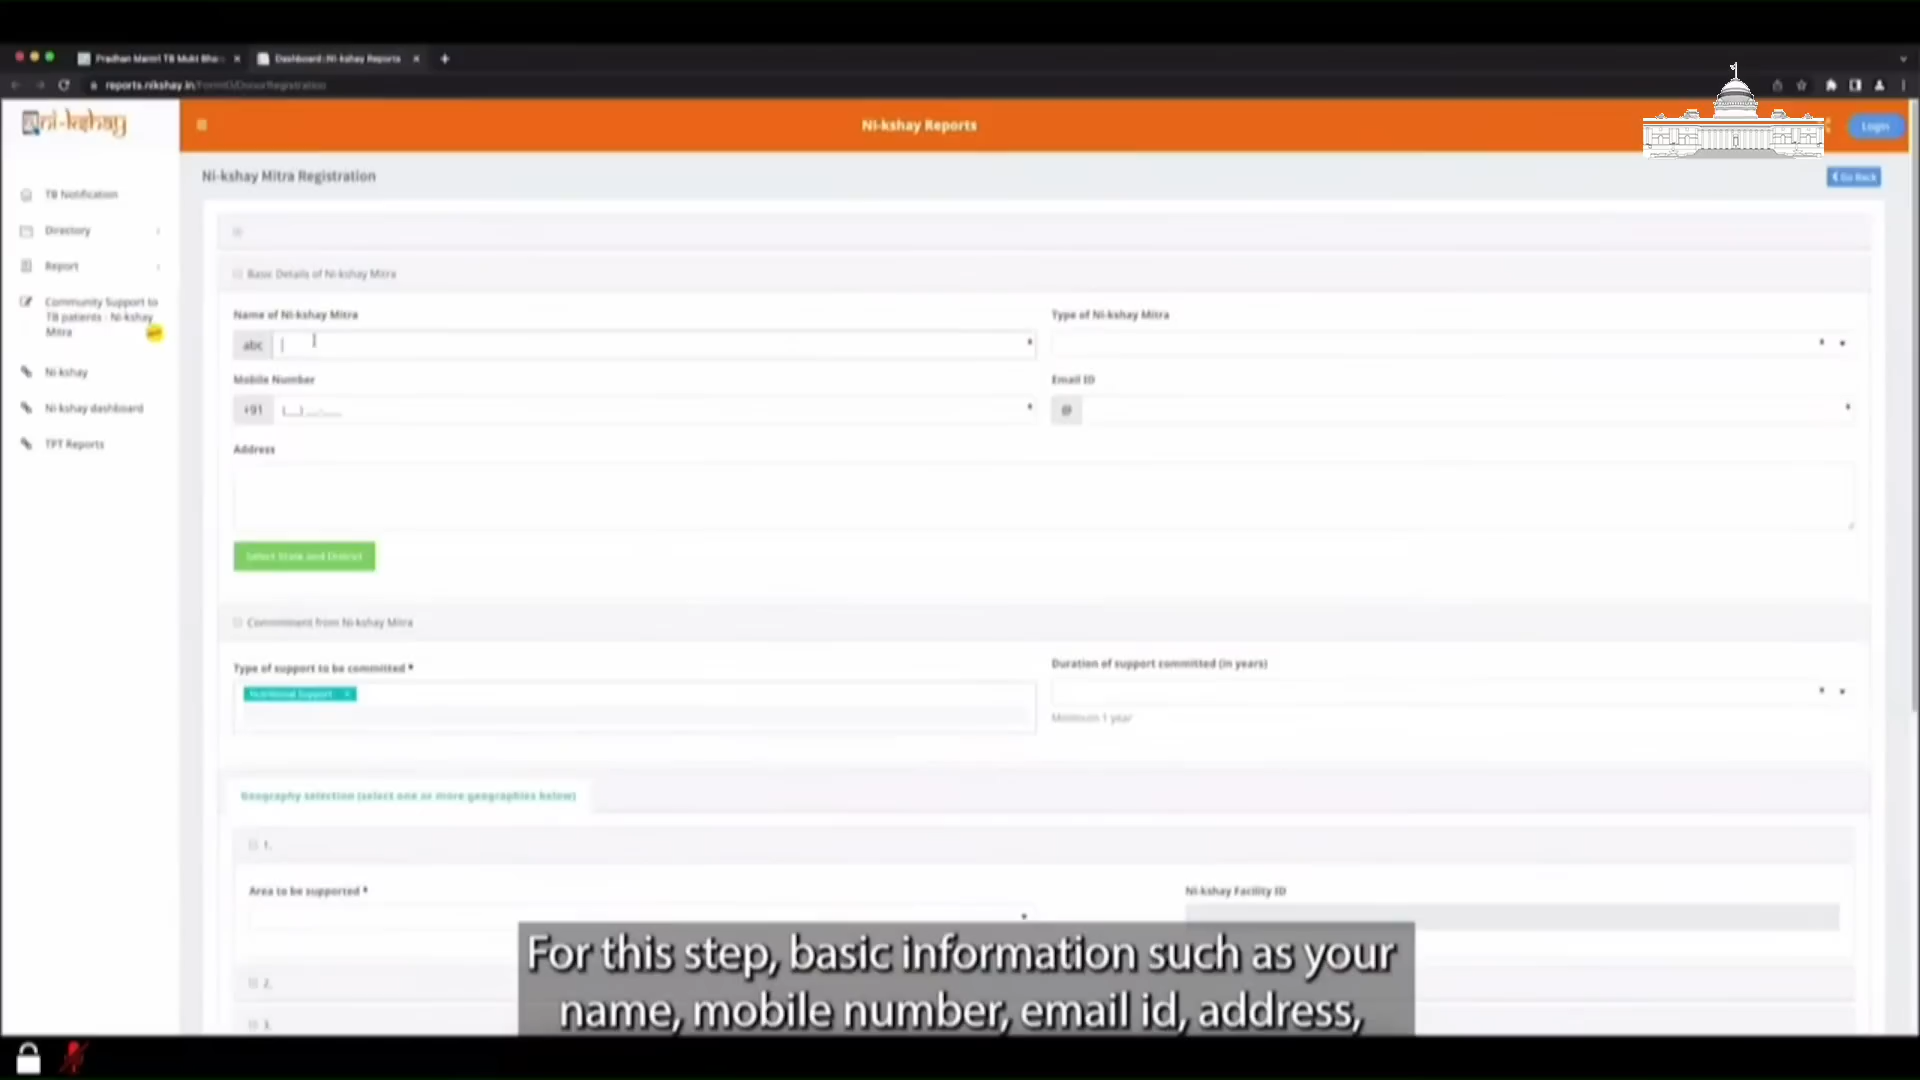 Pradhan Mantri TB Mukt Bha
Dashboard: Ni-kshay Reports
reports.nikshay.in/FormIO/DonorRegistration
ni-kshay
Ni-kshay Reports
Login
Ni-kshay Mitra Registration
Go Back
TB Notification
Directory
Report
Community Support to
TB patients - Ni-kshay
Mitra
Ni-kshay
Ni-kshay dashboard
TPT Reports
Basic Details of Ni-kshay Mitra
Name of Ni-kshay Mitra
Type of Ni-kshay Mitra
abc
Mobile Number
Email ID
+91
@
Address
Select State and District
Commitment from Ni-kshay Mitra
Type of support to be committed *
Duration of support committed (in years)
Nutritional Support
Minimum 1 year
Geography selection (select one or more geographies below)
1.
Area to be supported *
Ni-kshay Facility ID
2.
3.
For this step, basic information such as your
name, mobile number, email id, address,